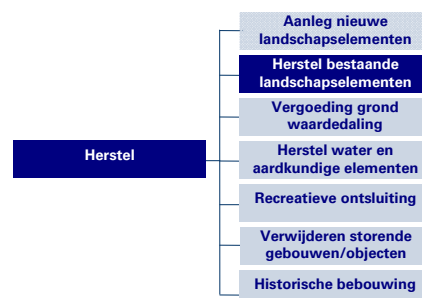 Aanleg nieuwe
landschapselementen
Herstel bestaande
landschapselementen
Vergoeding grond
waardedaling
Herstel
Herstel water en
aardkundige elementen
Recreatieve ontsluiting
Verwijderen storende
gebouwen/objecten
Historische bebouwing